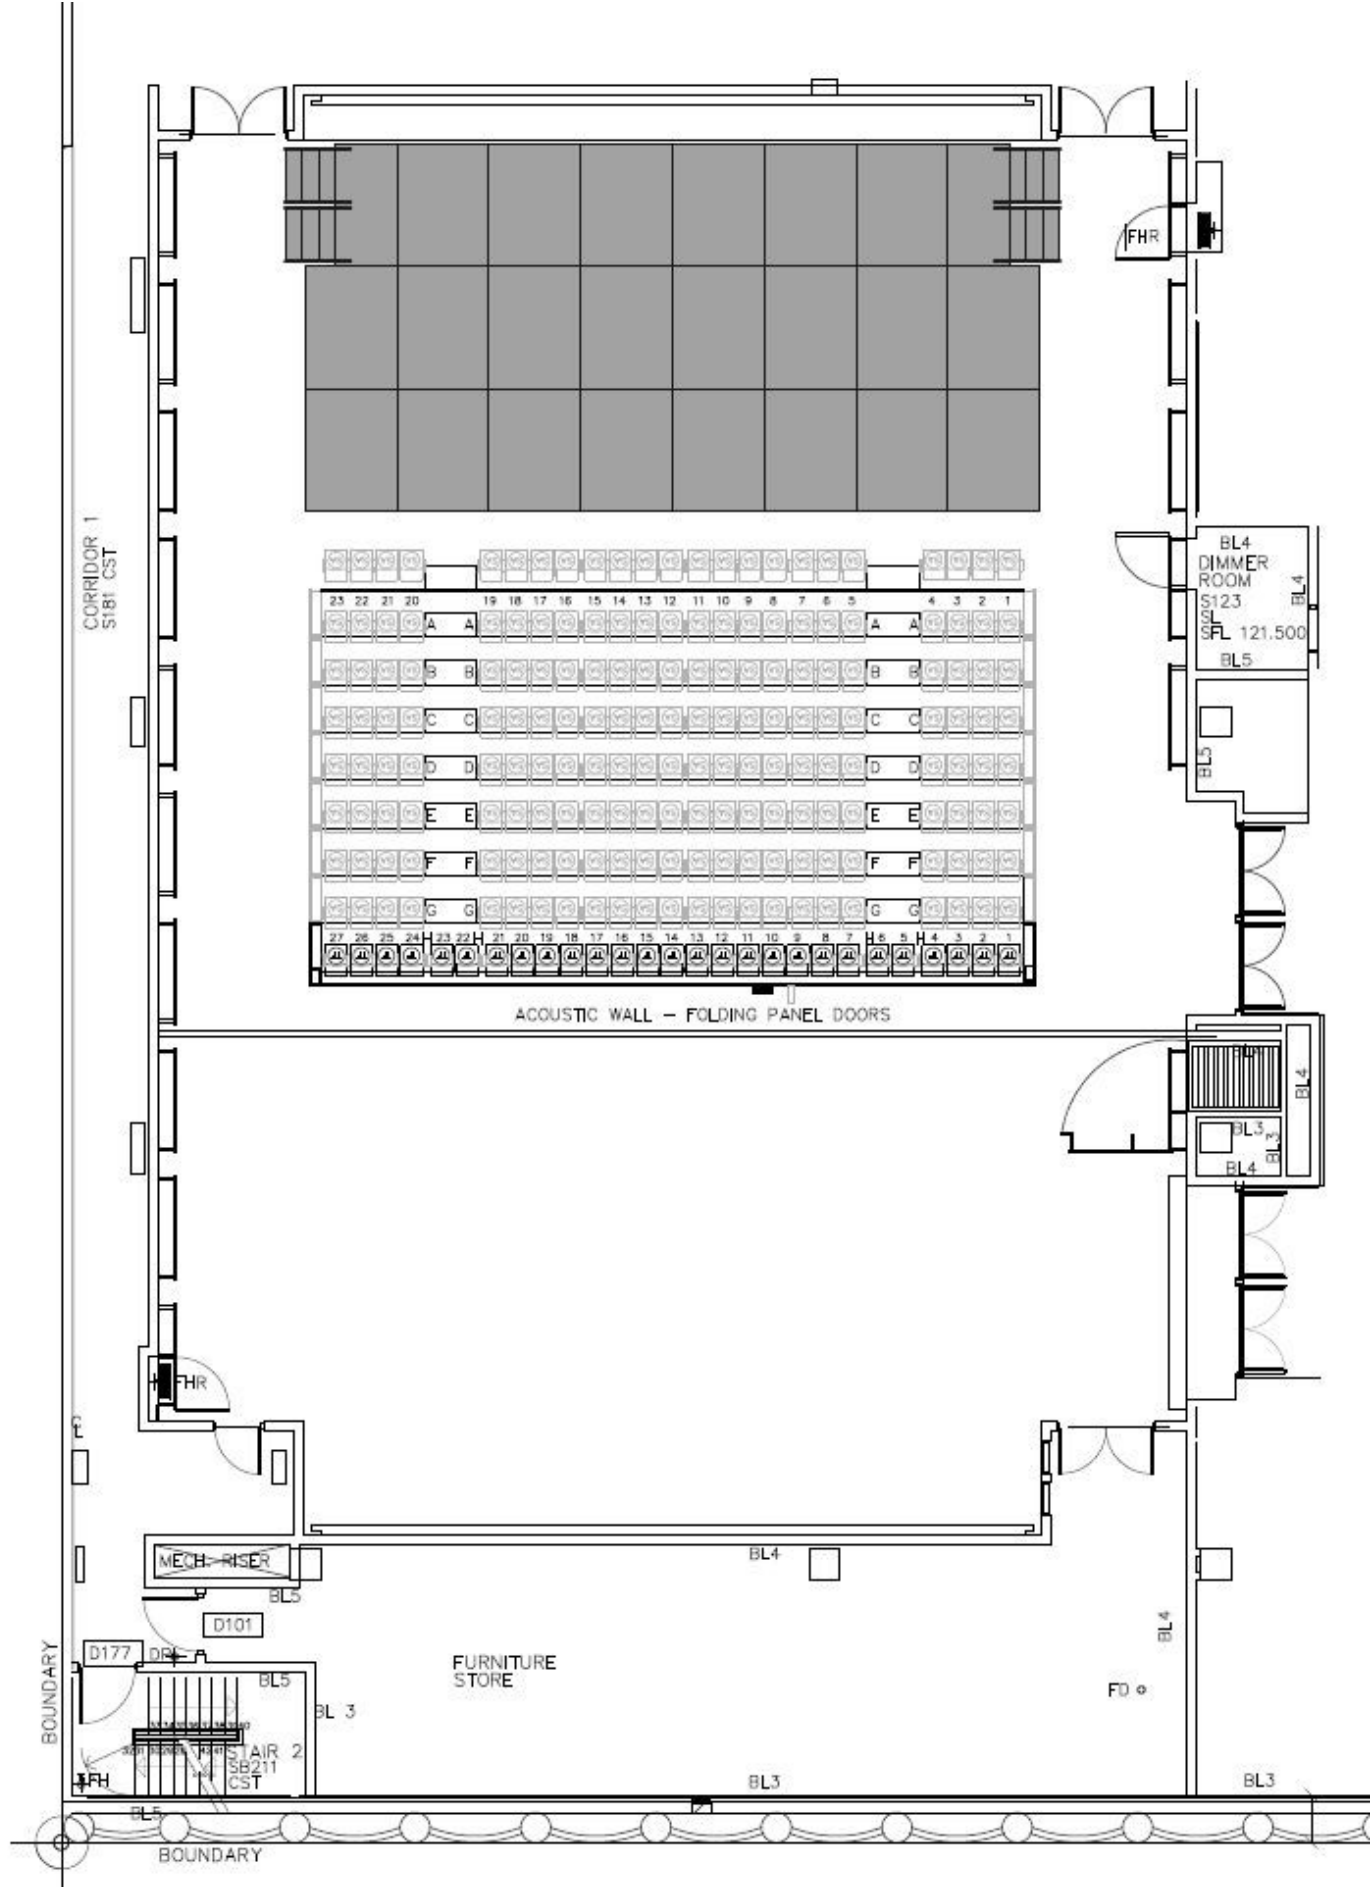 FHR
CORRIDOR 1
S181 CST
BL4
DIMMER
ROOM
S123
SL
SFL 121.500
BL4
BL5
BL5
23 22 21 20 19 18 17 16 15 14 13 12 11 10 9 8 7 6 5 4 3 2 1
A A A A
B B B B
C C C C
D D D D
E E E E
F F F F
G G G G
27 26 25 24 H 23 22 H 21 20 19 18 17 16 15 14 13 12 11 10 9 8 7 H 6 5 H 4 3 2 1
ACOUSTIC WALL – FOLDING PANEL DOORS
BL4
BL4
BL3
BL3
BL4
FHR
MECH. RISER
BL4
BL5
D101
BL4
D177
BL5
FURNITURE
STORE
FD
BL 3
BOUNDARY
STAIR 2
SB211
CST
FH
BL5
BL3
BL3
BOUNDARY